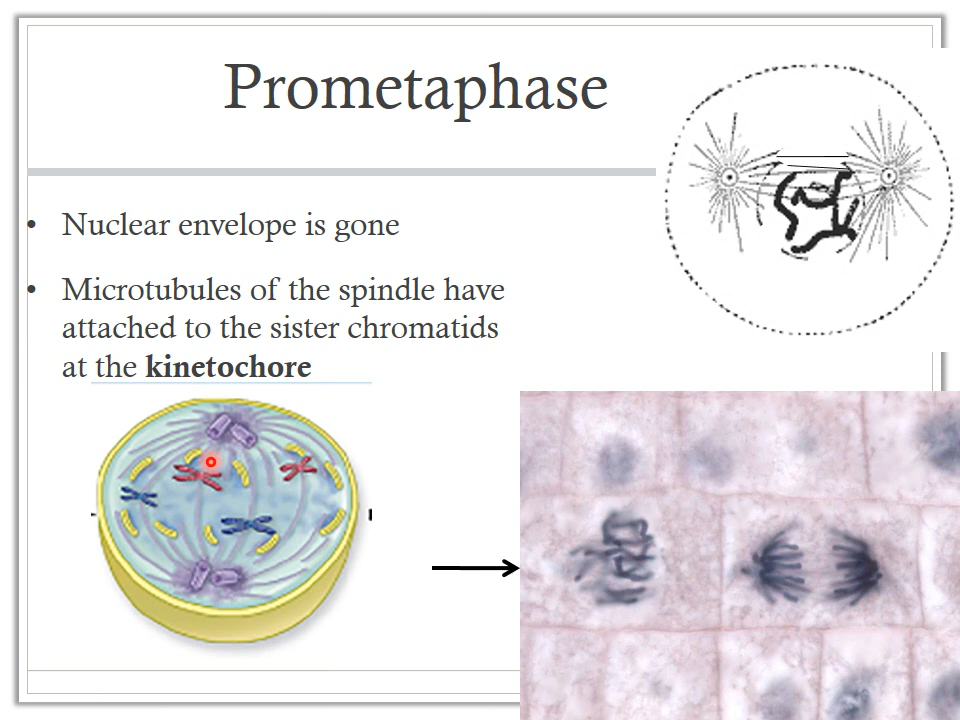 Prometaphase
• Nuclear envelope is gone
• Microtubules of the spindle have
attached to the sister chromatids
at the kinetochore